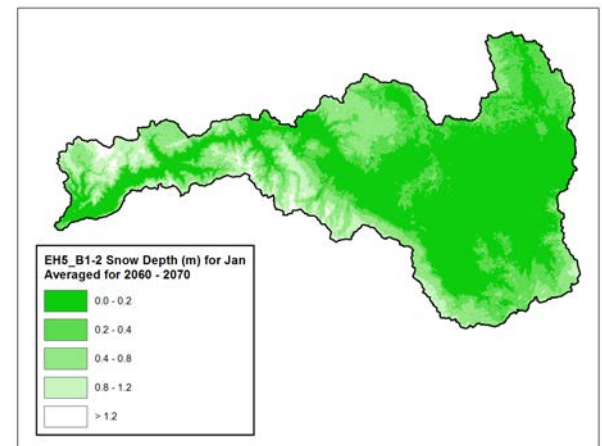 EH5_B1-2 Snow Depth (m) for Jan
Averaged for 2060 - 2070
0.0 - 0.2
0.2 - 0.4
0.4 - 0.8
0.8 - 1.2
> 1.2